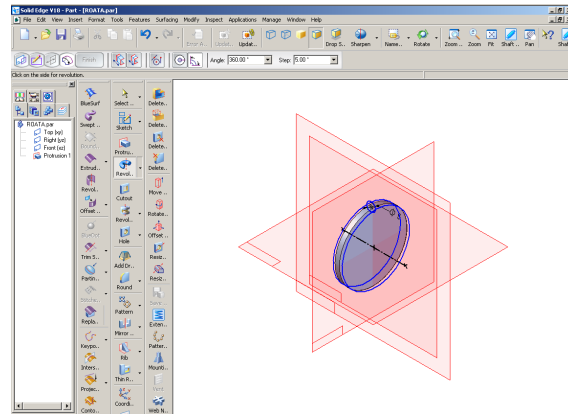 Solid Edge V18 - Part - [ROATA.par]
File Edit View Insert Format Tools Features Surfacing Modify Inspect Applications Manage Window Help
Error A.. Updat.. Updat.. Drop S.. Sharpen Name.. Rotate Zoom... Zoom Fit Shaft .. Pan Shad
Finish Angle: 360.00 ° Step: 5.00 °
Click on the side for revolution.
ROATA.par
Top (xy)
Right (yz)
Front (xz)
Protrusion 1
BlueSurf Select .. Delete..
Swept .. Sketch Delete..
Round.. Protru... Delete..
Extrud.. Revol.. Delete..
Revol.. Cutout Move ..
Offset .. Revol.. Rotate..
BlueDot Hole Offset ..
Trim S.. Add Dr.. Resiz..
Partin.. Round Resiz..
Stitche.. Pattern Save ..
Repla.. Mirror .. Exten..
Keypo.. Rib Patter..
Inters.. Thin R.. Mounti..
Projec.. Coordi.. Vent
Conto.. Web N..